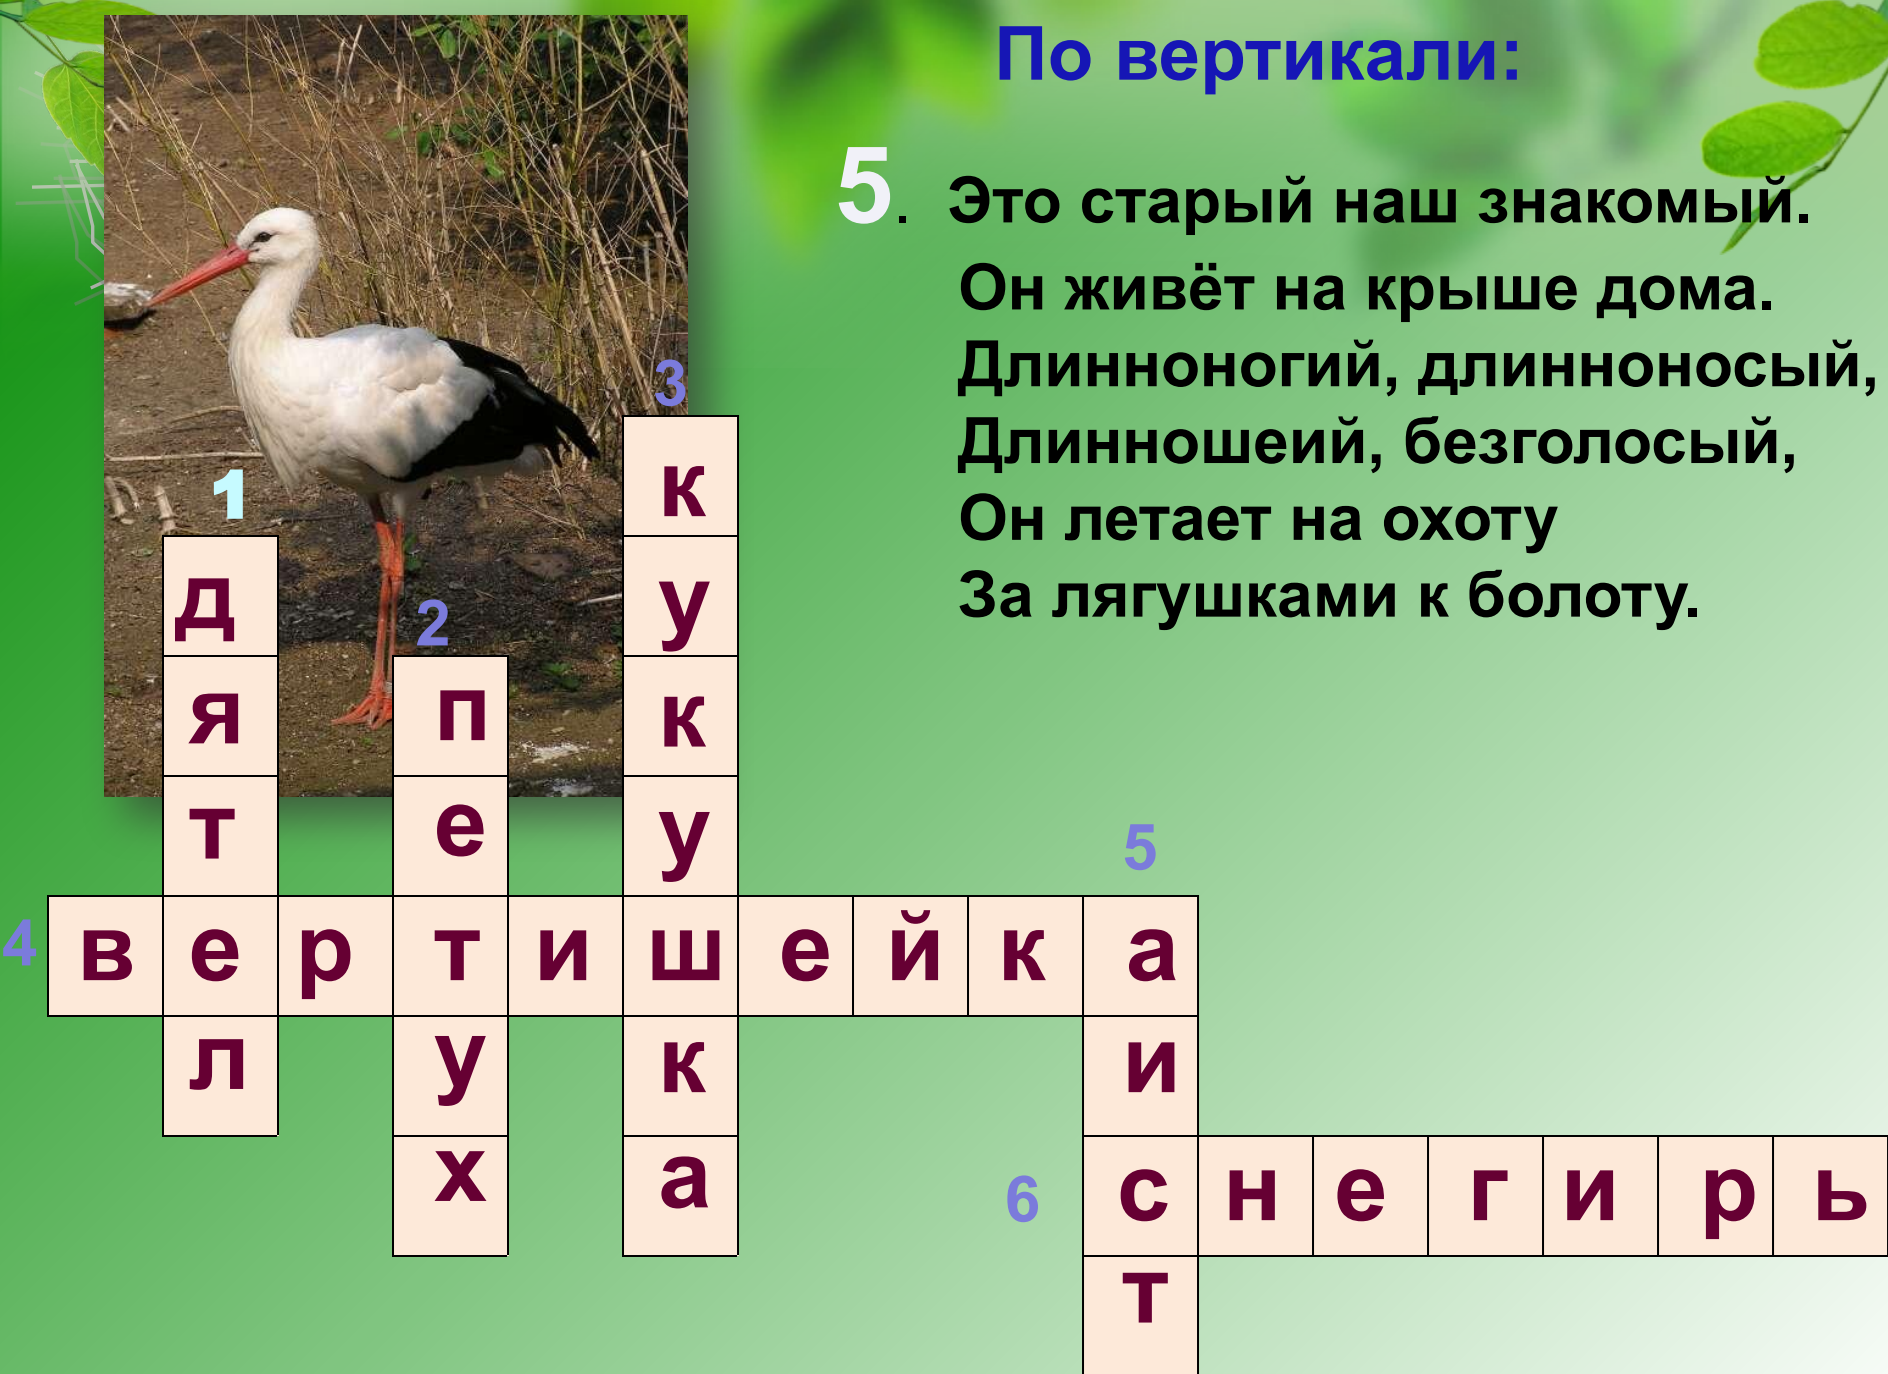 По вертикали:
5. Это старый наш знакомый.
Он живёт на крыше дома.
Длинноногий, длинноносый,
Длинношеий, безголосый,
Он летает на охоту
За лягушками к болоту.
3
к
1
д у
2
я п к
т е у
5
4 в е р т и ш е й к а
л у к и
х а
6 с н е г и р ь
т